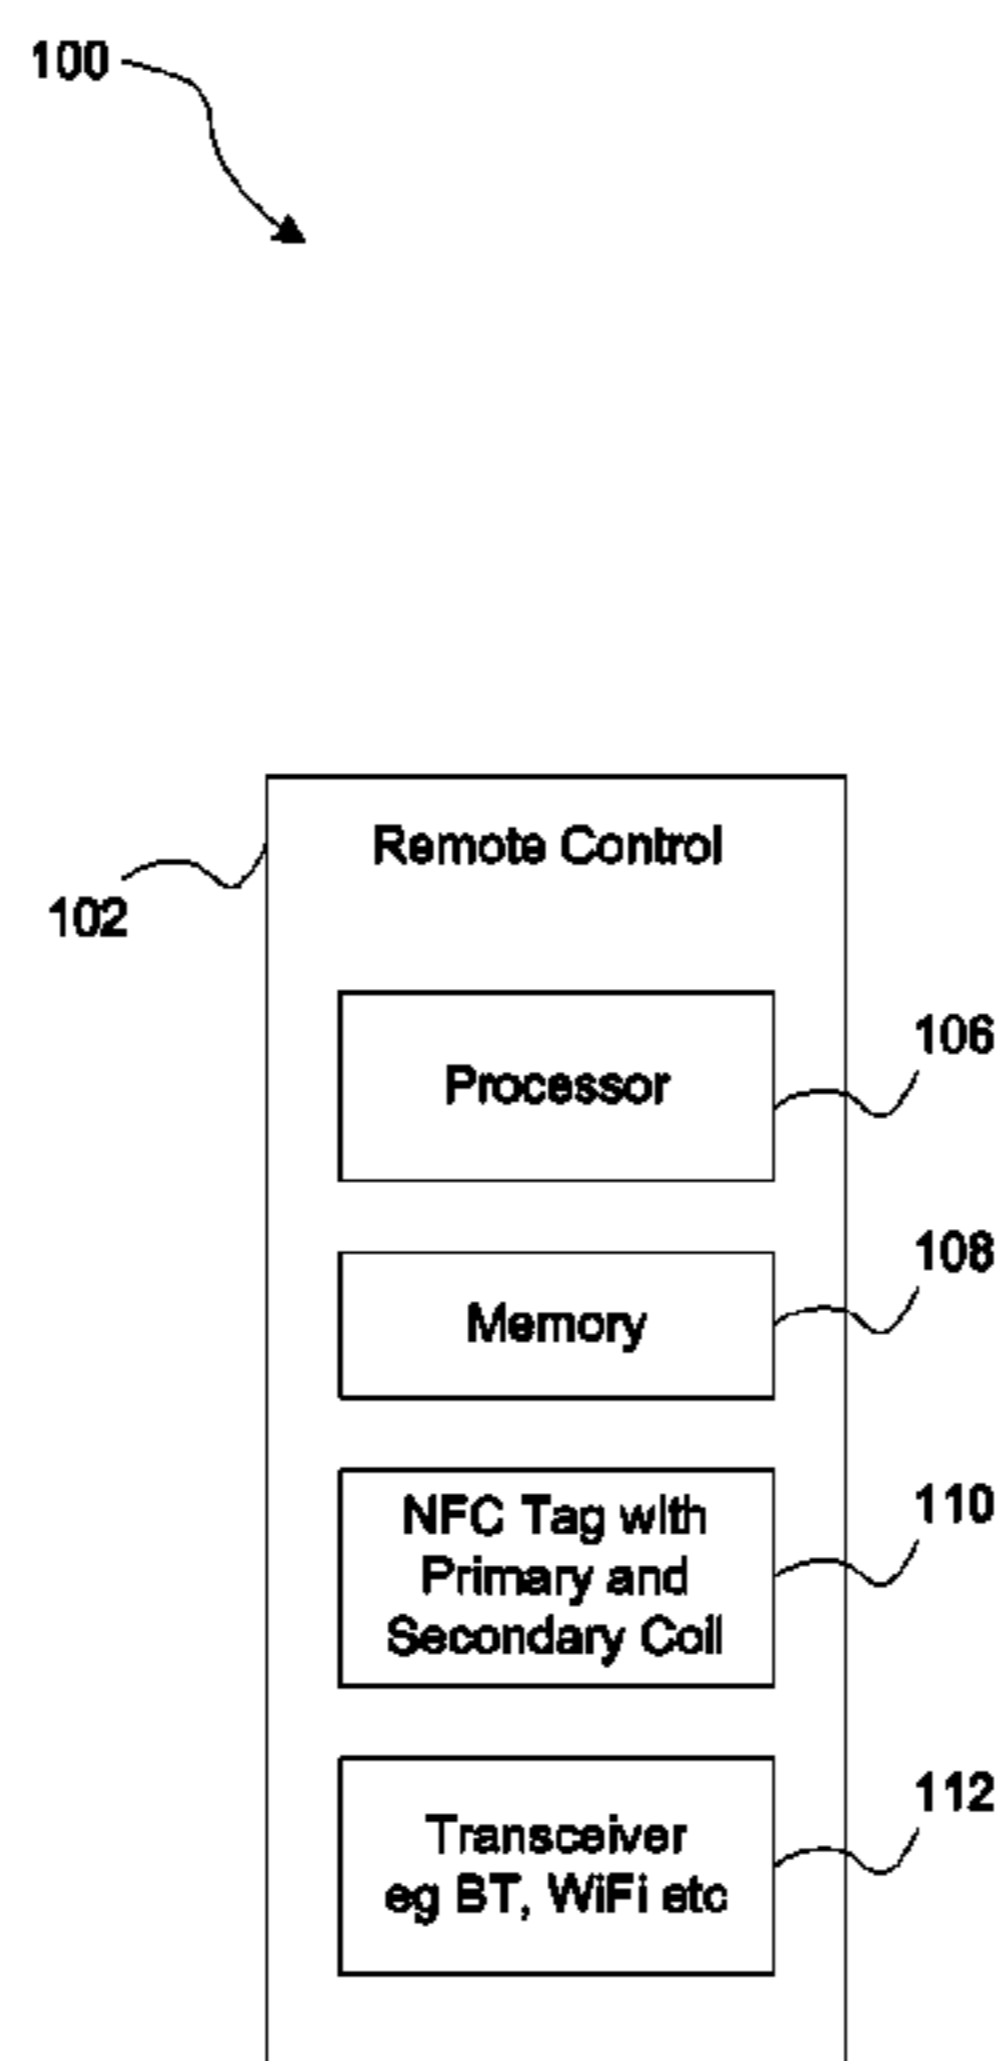 100
Remote Control
102
Processor
106
Memory
108
NFC Tag with
Primary and
Secondary Coil
110
Transceiver
eg BT, WiFi etc
112